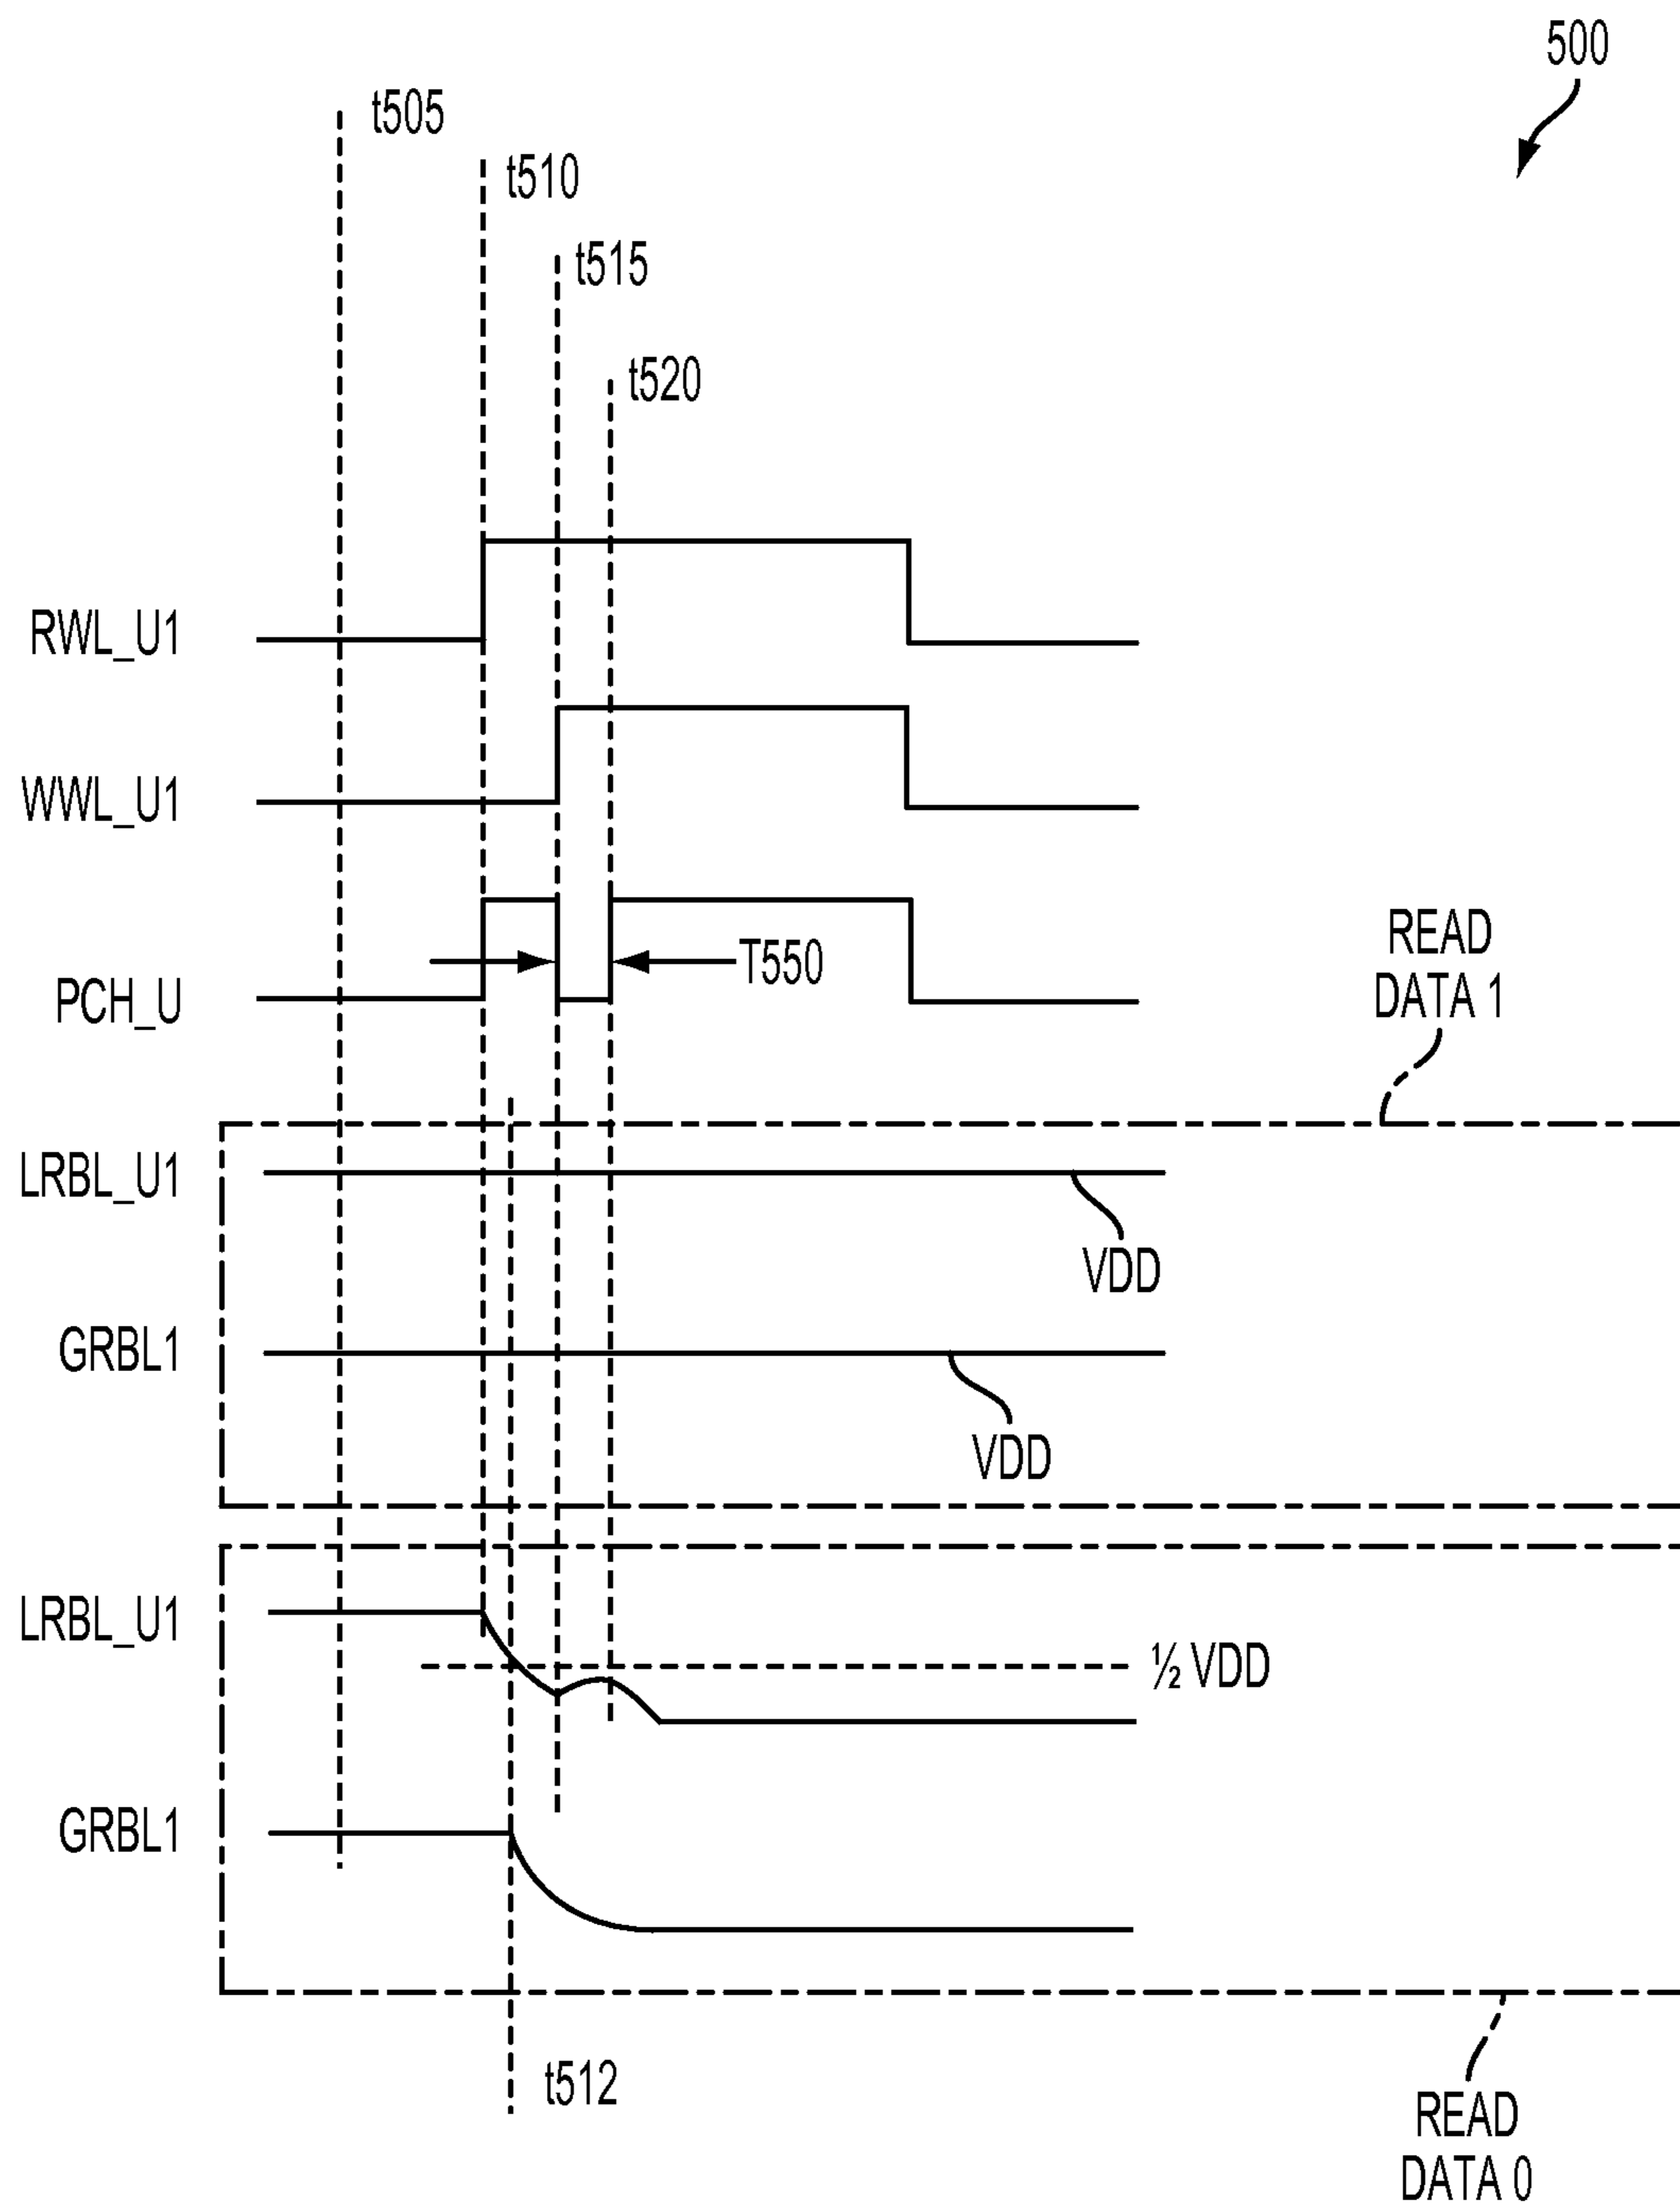 500
t505
t510
t515
t520
RWL_U1
WWL_U1
PCH_U
T550
READ
DATA 1
LRBL_U1
VDD
GRBL1
VDD
LRBL_U1
½ VDD
GRBL1
t512
READ
DATA 0